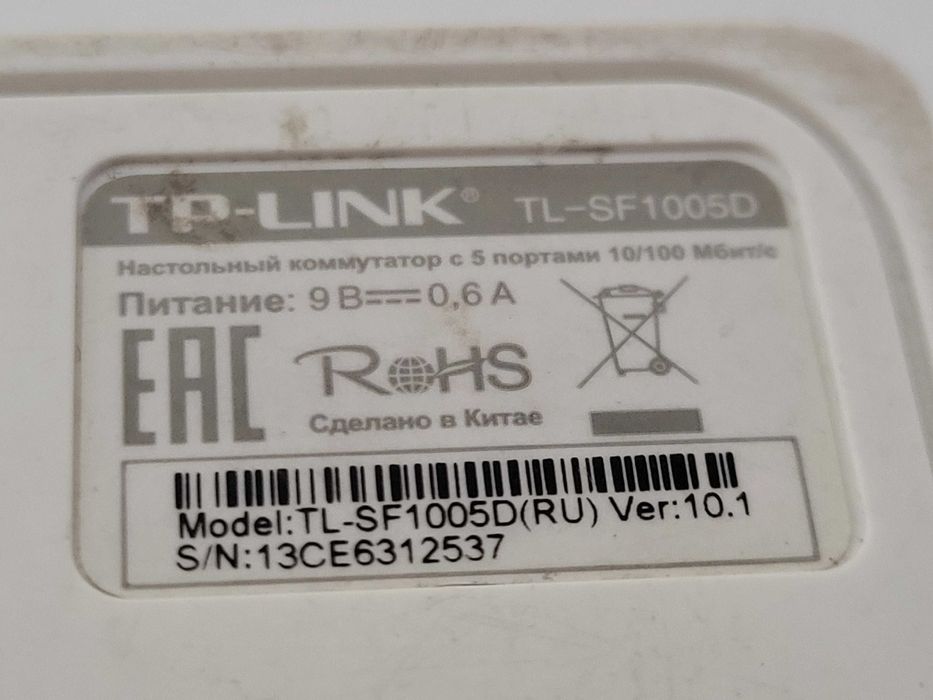 TP-LINK® TL-SF1005D
Настольный коммутатор с 5 портами 10/100 Мбит/с
Питание: 9 В⎓0,6 А
EAC
RoHS
Сделано в Китае
Model:TL-SF1005D(RU) Ver:10.1
S/N:13CE6312537